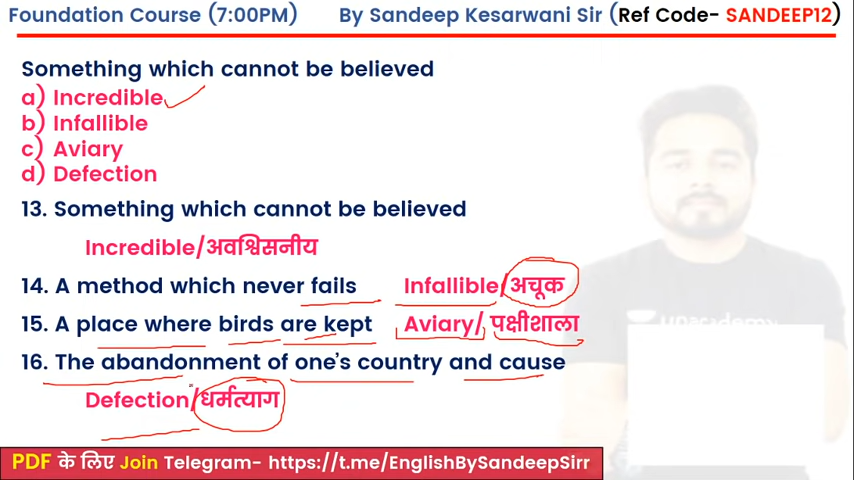 Foundation Course (7:00PM) By Sandeep Kesarwani Sir (Ref Code- SANDEEP12)
Something which cannot be believed
a) Incredible
b) Infallible
c) Aviary
d) Defection
13. Something which cannot be believed
Incredible/अवश्विसनीय
14. A method which never fails Infallible/अचूक
15. A place where birds are kept Aviary/ पक्षीशाला
16. The abandonment of one's country and cause
Defection/धर्मत्याग
unacademy
PDF के लिए Join Telegram- https://t.me/EnglishBySandeepSirr